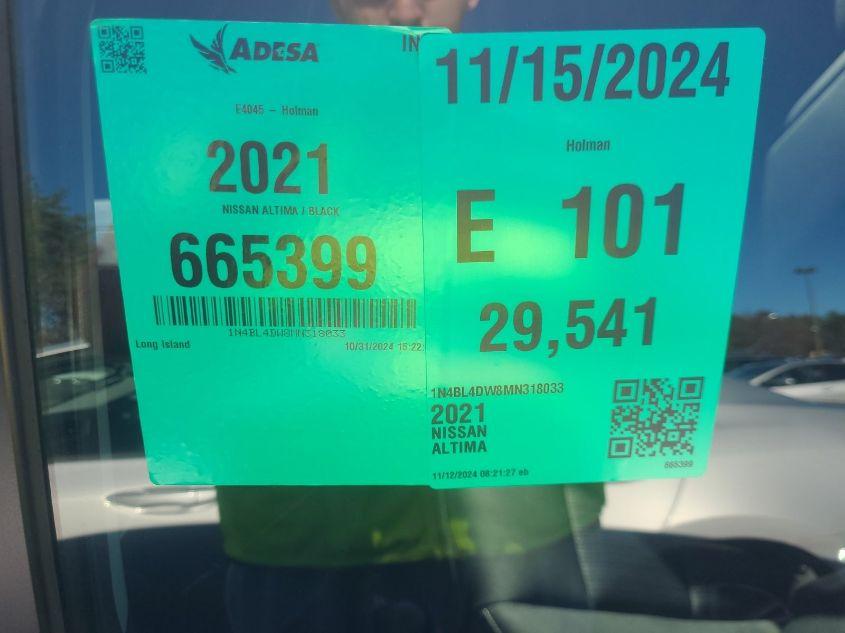 ADESA
IN
E4045 - Holman
2021
NISSAN ALTIMA / BLACK
665399
1N4BL4DW8MN318033
Long Island
10/31/2024 15:22
11/15/2024
Holman
E 101
29,541
1N4BL4DW8MN318033
2021
NISSAN
ALTIMA
665399
11/12/2024 08:21:27 eb